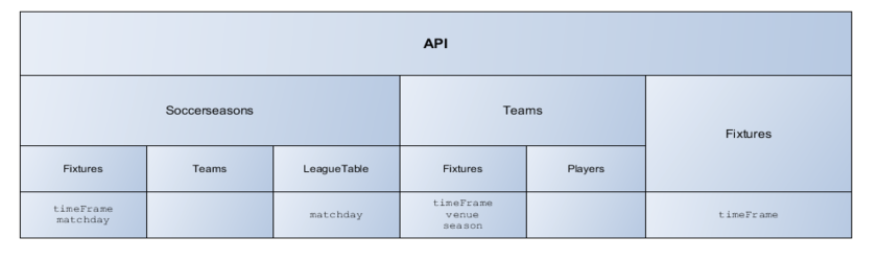 API
Soccerseasons
Teams
Fixtures
Fixtures
Teams
LeagueTable
Fixtures
Players
timeFrame
matchday
matchday
timeFrame
venue
season
timeFrame